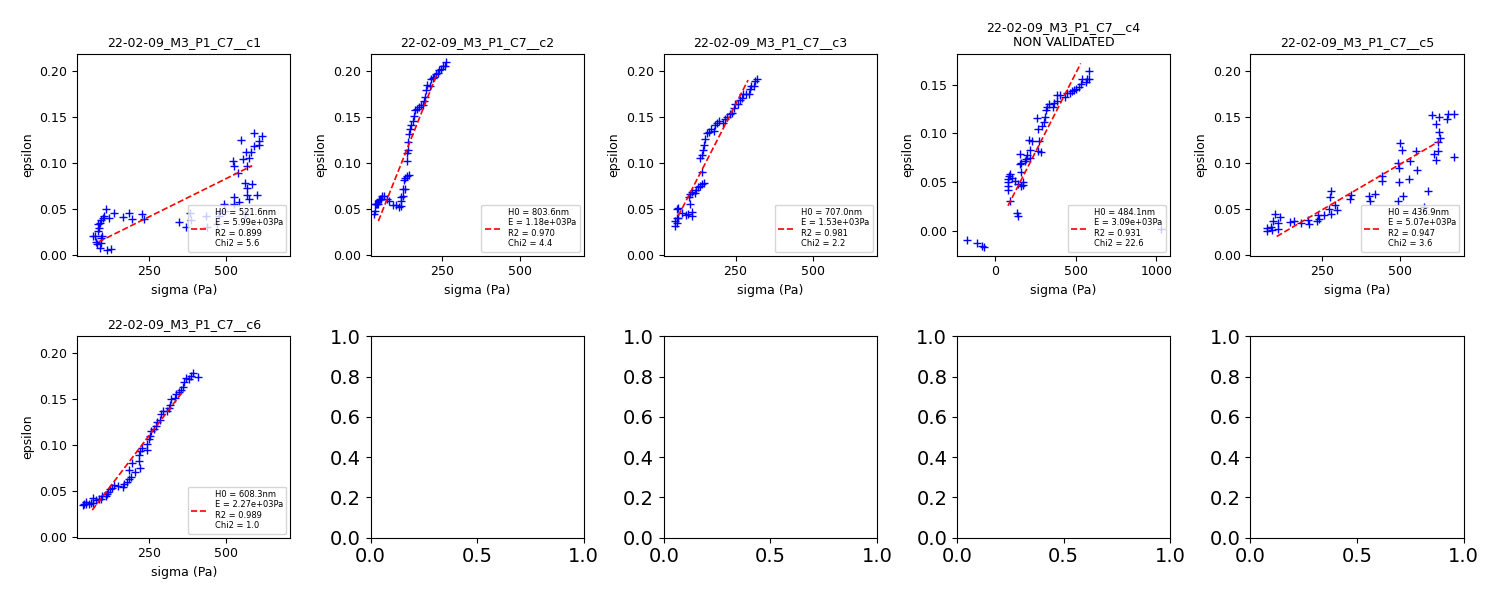 22-02-09_M3_P1_C7__c1
0.20
0.15
0.10
0.05
0.00
epsilon
250
500
sigma (Pa)
H0 = 521.6nm
E = 5.99e+03Pa
R2 = 0.899
Chi2 = 5.6
22-02-09_M3_P1_C7__c2
0.20
0.15
0.10
0.05
0.00
epsilon
250
500
sigma (Pa)
H0 = 803.6nm
E = 1.18e+03Pa
R2 = 0.970
Chi2 = 4.4
22-02-09_M3_P1_C7__c3
0.20
0.15
0.10
0.05
0.00
epsilon
250
500
sigma (Pa)
H0 = 707.0nm
E = 1.53e+03Pa
R2 = 0.981
Chi2 = 2.2
22-02-09_M3_P1_C7__c4
NON VALIDATED
0.15
0.10
0.05
0.00
epsilon
0
500
1000
sigma (Pa)
H0 = 484.1nm
E = 3.09e+03Pa
R2 = 0.931
Chi2 = 22.6
22-02-09_M3_P1_C7__c5
0.20
0.15
0.10
0.05
0.00
epsilon
250
500
sigma (Pa)
H0 = 436.9nm
E = 5.07e+03Pa
R2 = 0.947
Chi2 = 3.6
22-02-09_M3_P1_C7__c6
0.20
0.15
0.10
0.05
0.00
epsilon
250
500
sigma (Pa)
H0 = 608.3nm
E = 2.27e+03Pa
R2 = 0.989
Chi2 = 1.0
1.0
0.8
0.6
0.4
0.2
0.0
0.0
0.5
1.0
1.0
0.8
0.6
0.4
0.2
0.0
0.0
0.5
1.0
1.0
0.8
0.6
0.4
0.2
0.0
0.0
0.5
1.0
1.0
0.8
0.6
0.4
0.2
0.0
0.0
0.5
1.0